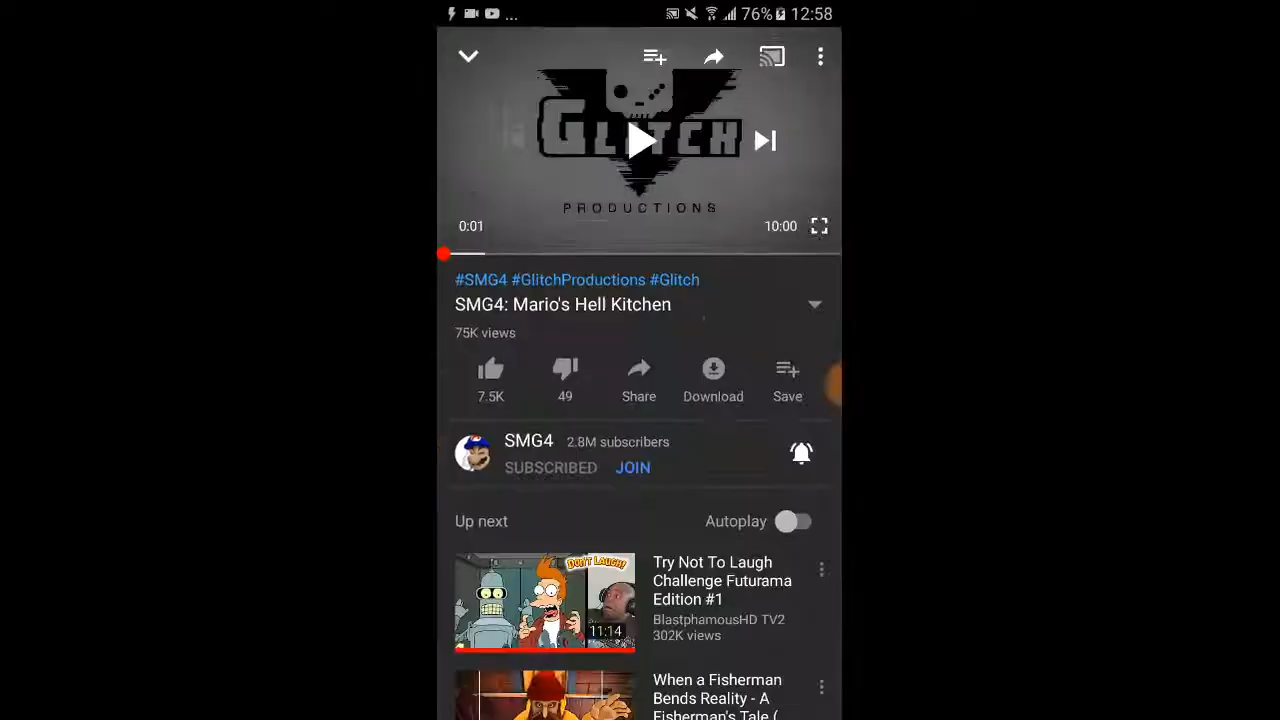 ... 76% 12:58
GLITCH
PRODUCTIONS
0:01 10:00
#SMG4 #GlitchProductions #Glitch
SMG4: Mario's Hell Kitchen
75K views
7.5K 49 Share Download Save
SMG4 2.8M subscribers
SUBSCRIBED JOIN
Up next Autoplay
DON'T LAUGH!
11:14
Try Not To Laugh
Challenge Futurama
Edition #1
BlastphamousHD TV2
302K views
When a Fisherman
Bends Reality - A
Fisherman's Tale (